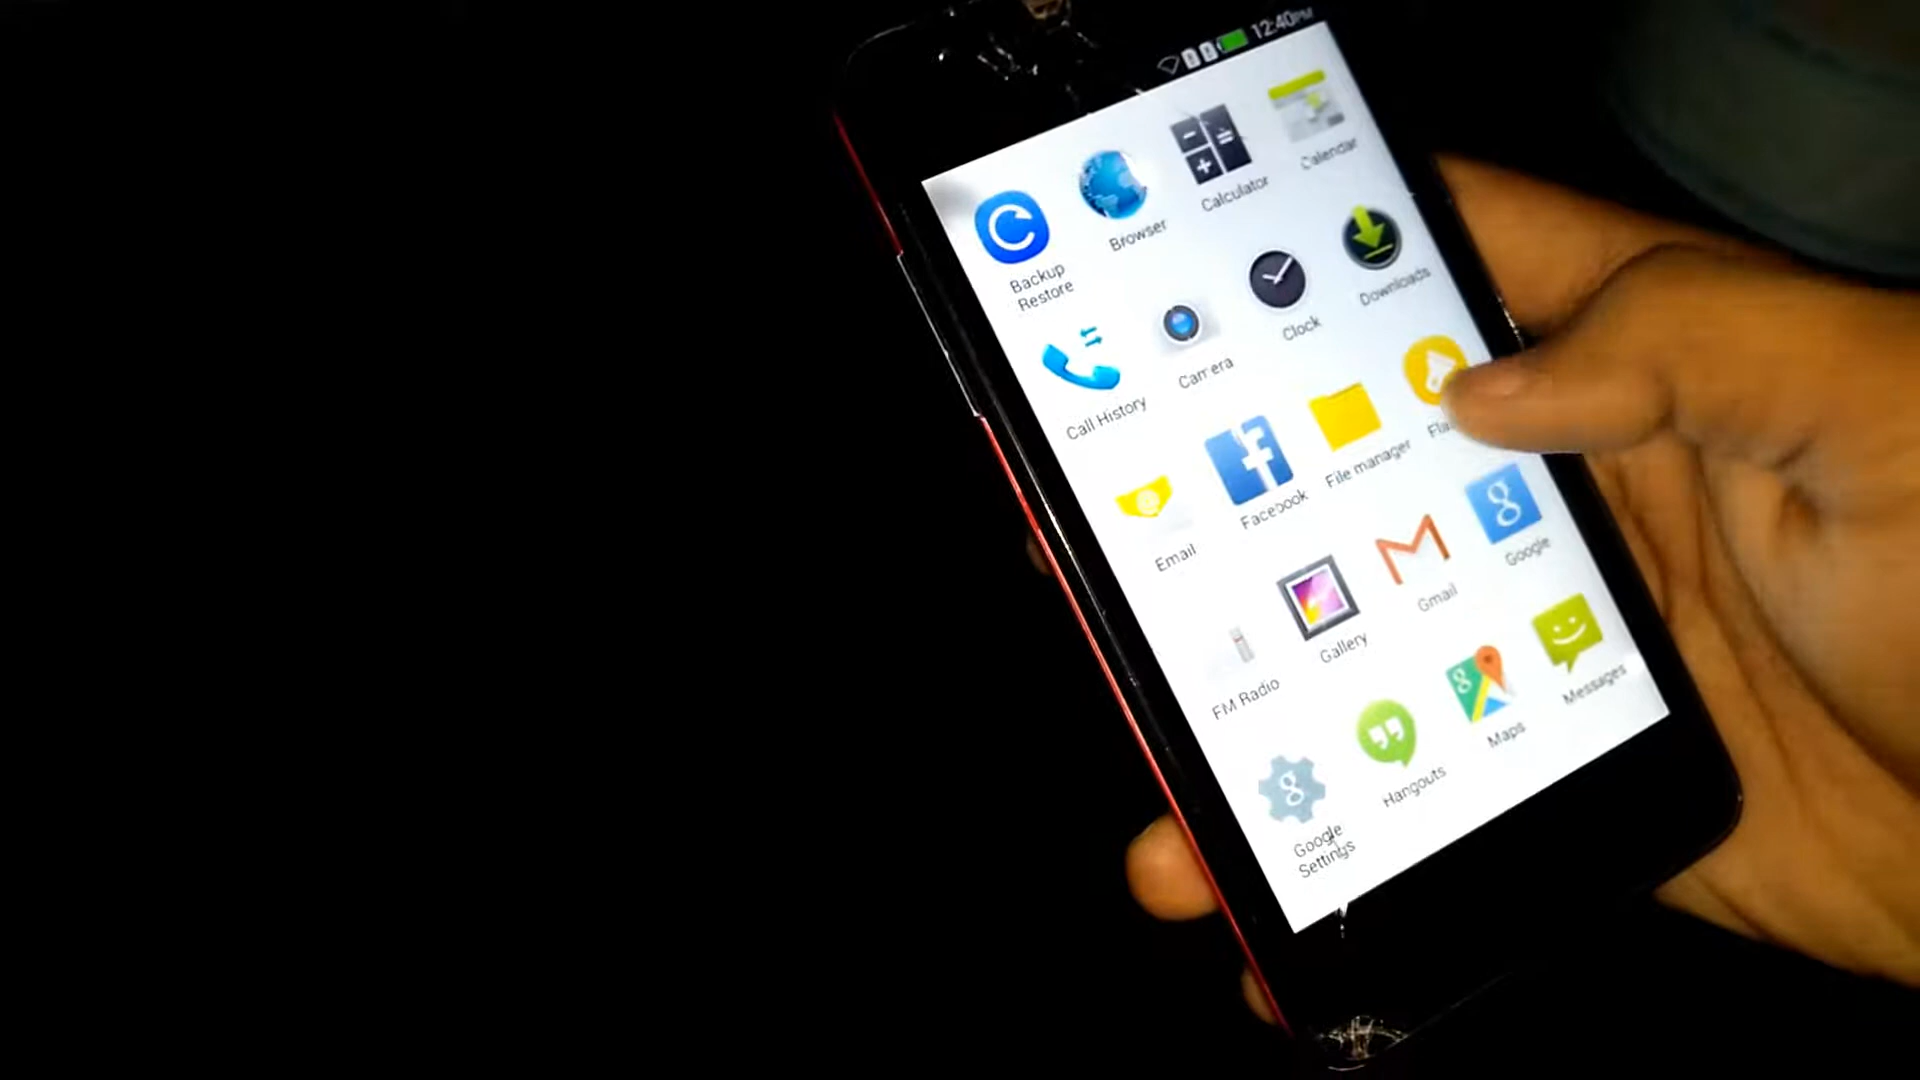 12:40PM
Backup
Restore
Browser
Calculator
Calendar
Call History
Camera
Clock
Downloads
Email
Facebook
File manager
FM Radio
Gallery
Gmail
Google
Google
Settings
Hangouts
Maps
Messages